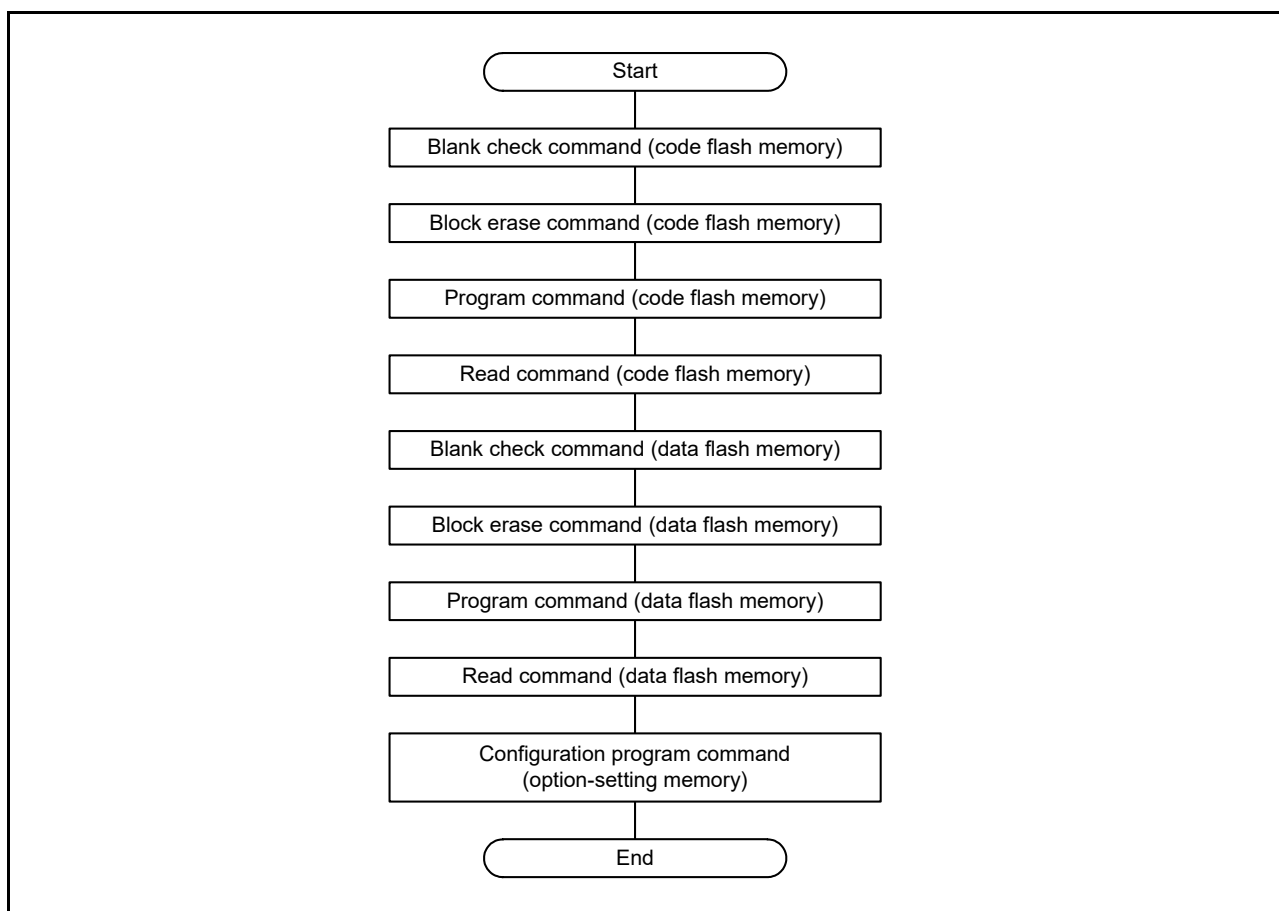 Start
Blank check command (code flash memory)
Block erase command (code flash memory)
Program command (code flash memory)
Read command (code flash memory)
Blank check command (data flash memory)
Block erase command (data flash memory)
Program command (data flash memory)
Read command (data flash memory)
Configuration program command
(option-setting memory)
End